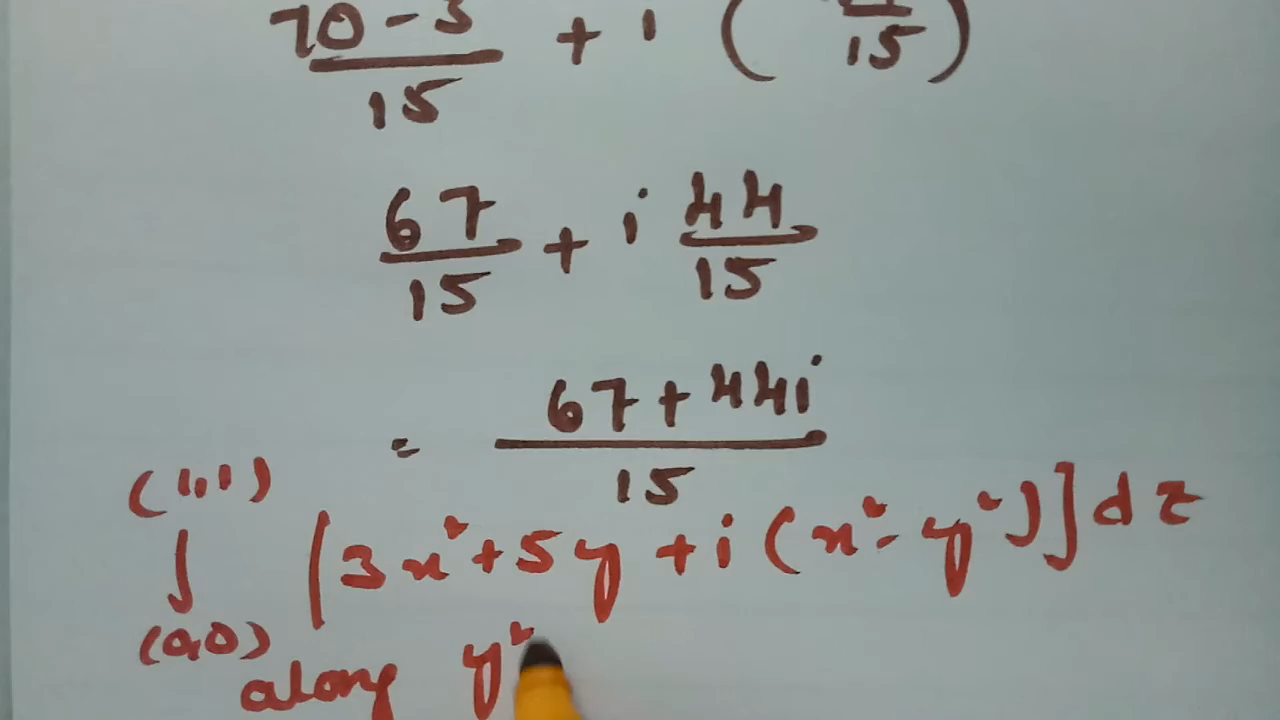 70 - 3 / 15 + i ( / 15 )
67/15 + i 44/15
= 67 + 44i / 15
∫ (0,0) (1,1) [3x² + 5y + i (x² - y²)] dz
along y²